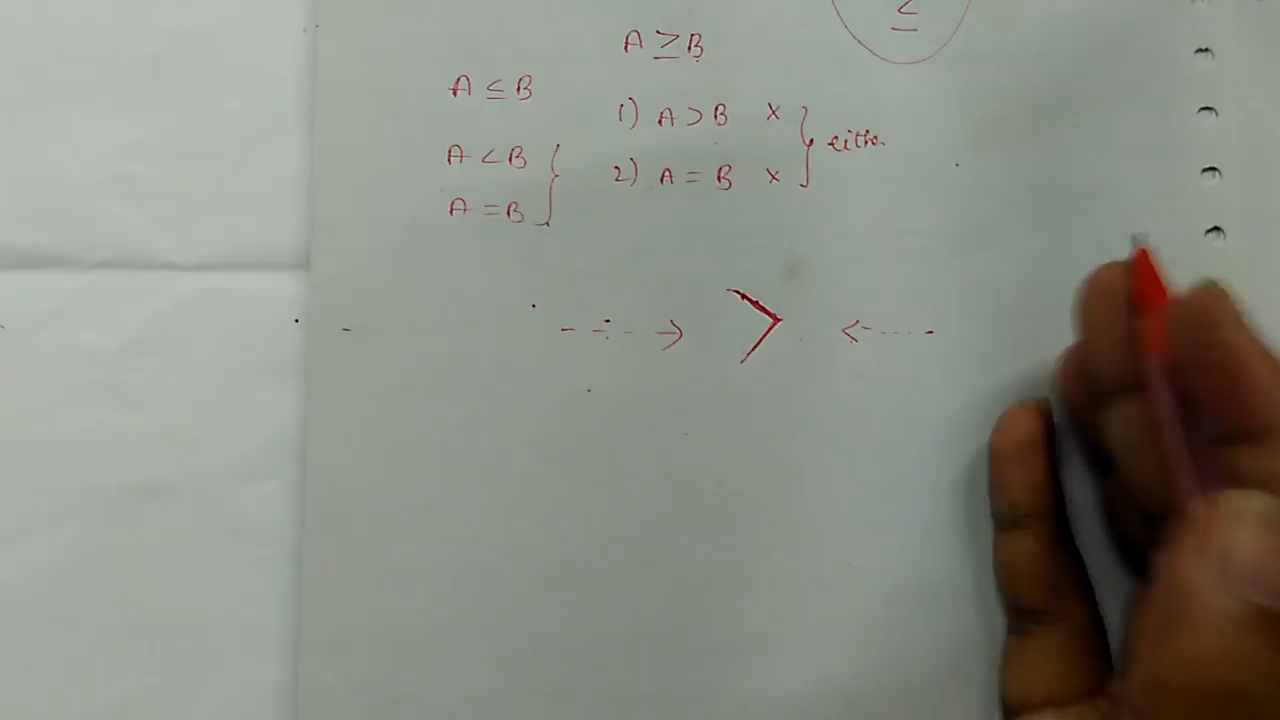 ≤
A ≥ B
A ≤ B
1) A > B ×
2) A = B ×
} either
A < B
A = B }
- - - → > ← - - - -